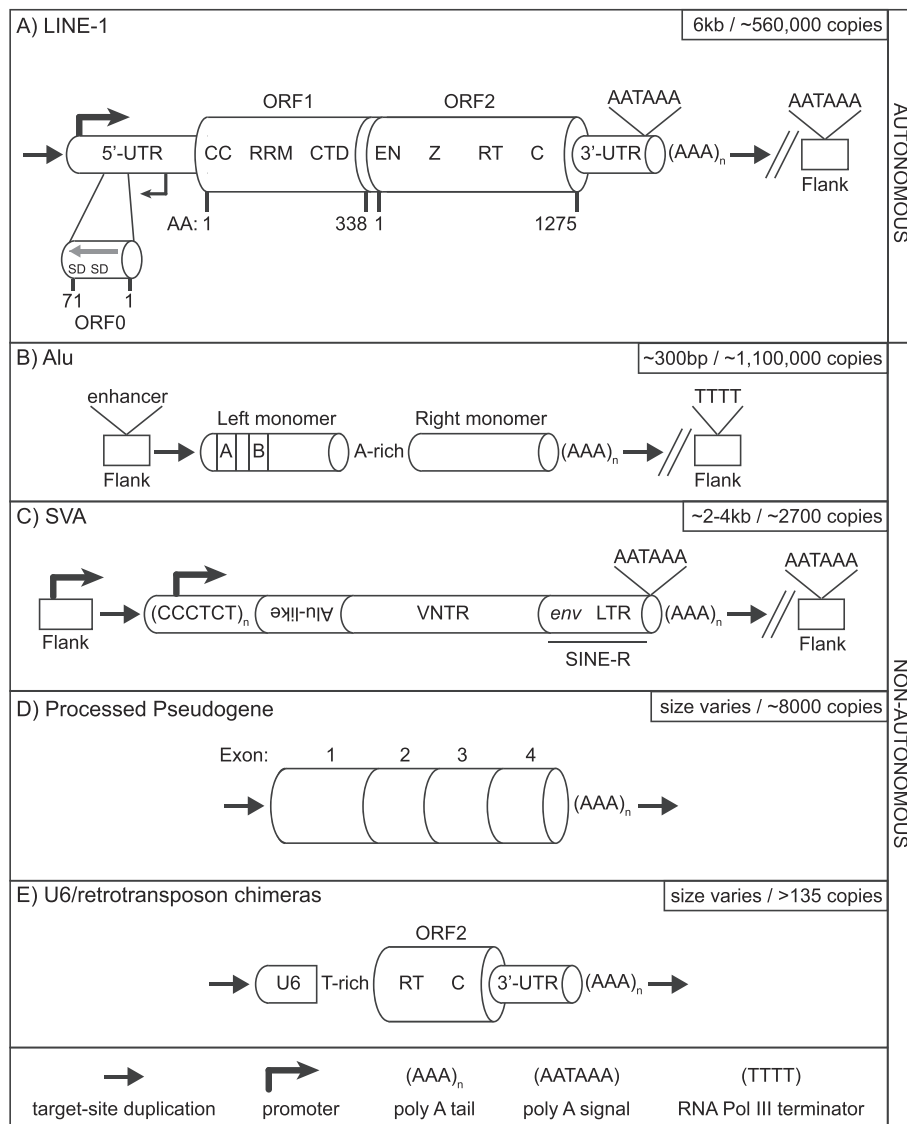 A) LINE-1
6kb / ~560,000 copies
ORF1
ORF2
AATAAA
AATAAA
5'-UTR
CC RRM CTD
EN Z RT C
3'-UTR
(AAA)n
Flank
AA: 1
338
1
1275
SD SD
71
1
ORF0
AUTONOMOUS
B) Alu
~300bp / ~1,100,000 copies
enhancer
Left monomer
Right monomer
TTTT
A
B
A-rich
(AAA)n
Flank
Flank
C) SVA
~2-4kb / ~2700 copies
AATAAA
AATAAA
(CCCTCT)n
Alu-like
VNTR
env LTR
(AAA)n
Flank
Flank
SINE-R
D) Processed Pseudogene
size varies / ~8000 copies
Exon: 1 2 3 4
(AAA)n
NON-AUTONOMOUS
E) U6/retrotransposon chimeras
size varies / >135 copies
ORF2
U6
T-rich
RT C
3'-UTR
(AAA)n
(AAA)n
(AATAAA)
(TTTT)
target-site duplication
promoter
poly A tail
poly A signal
RNA Pol III terminator